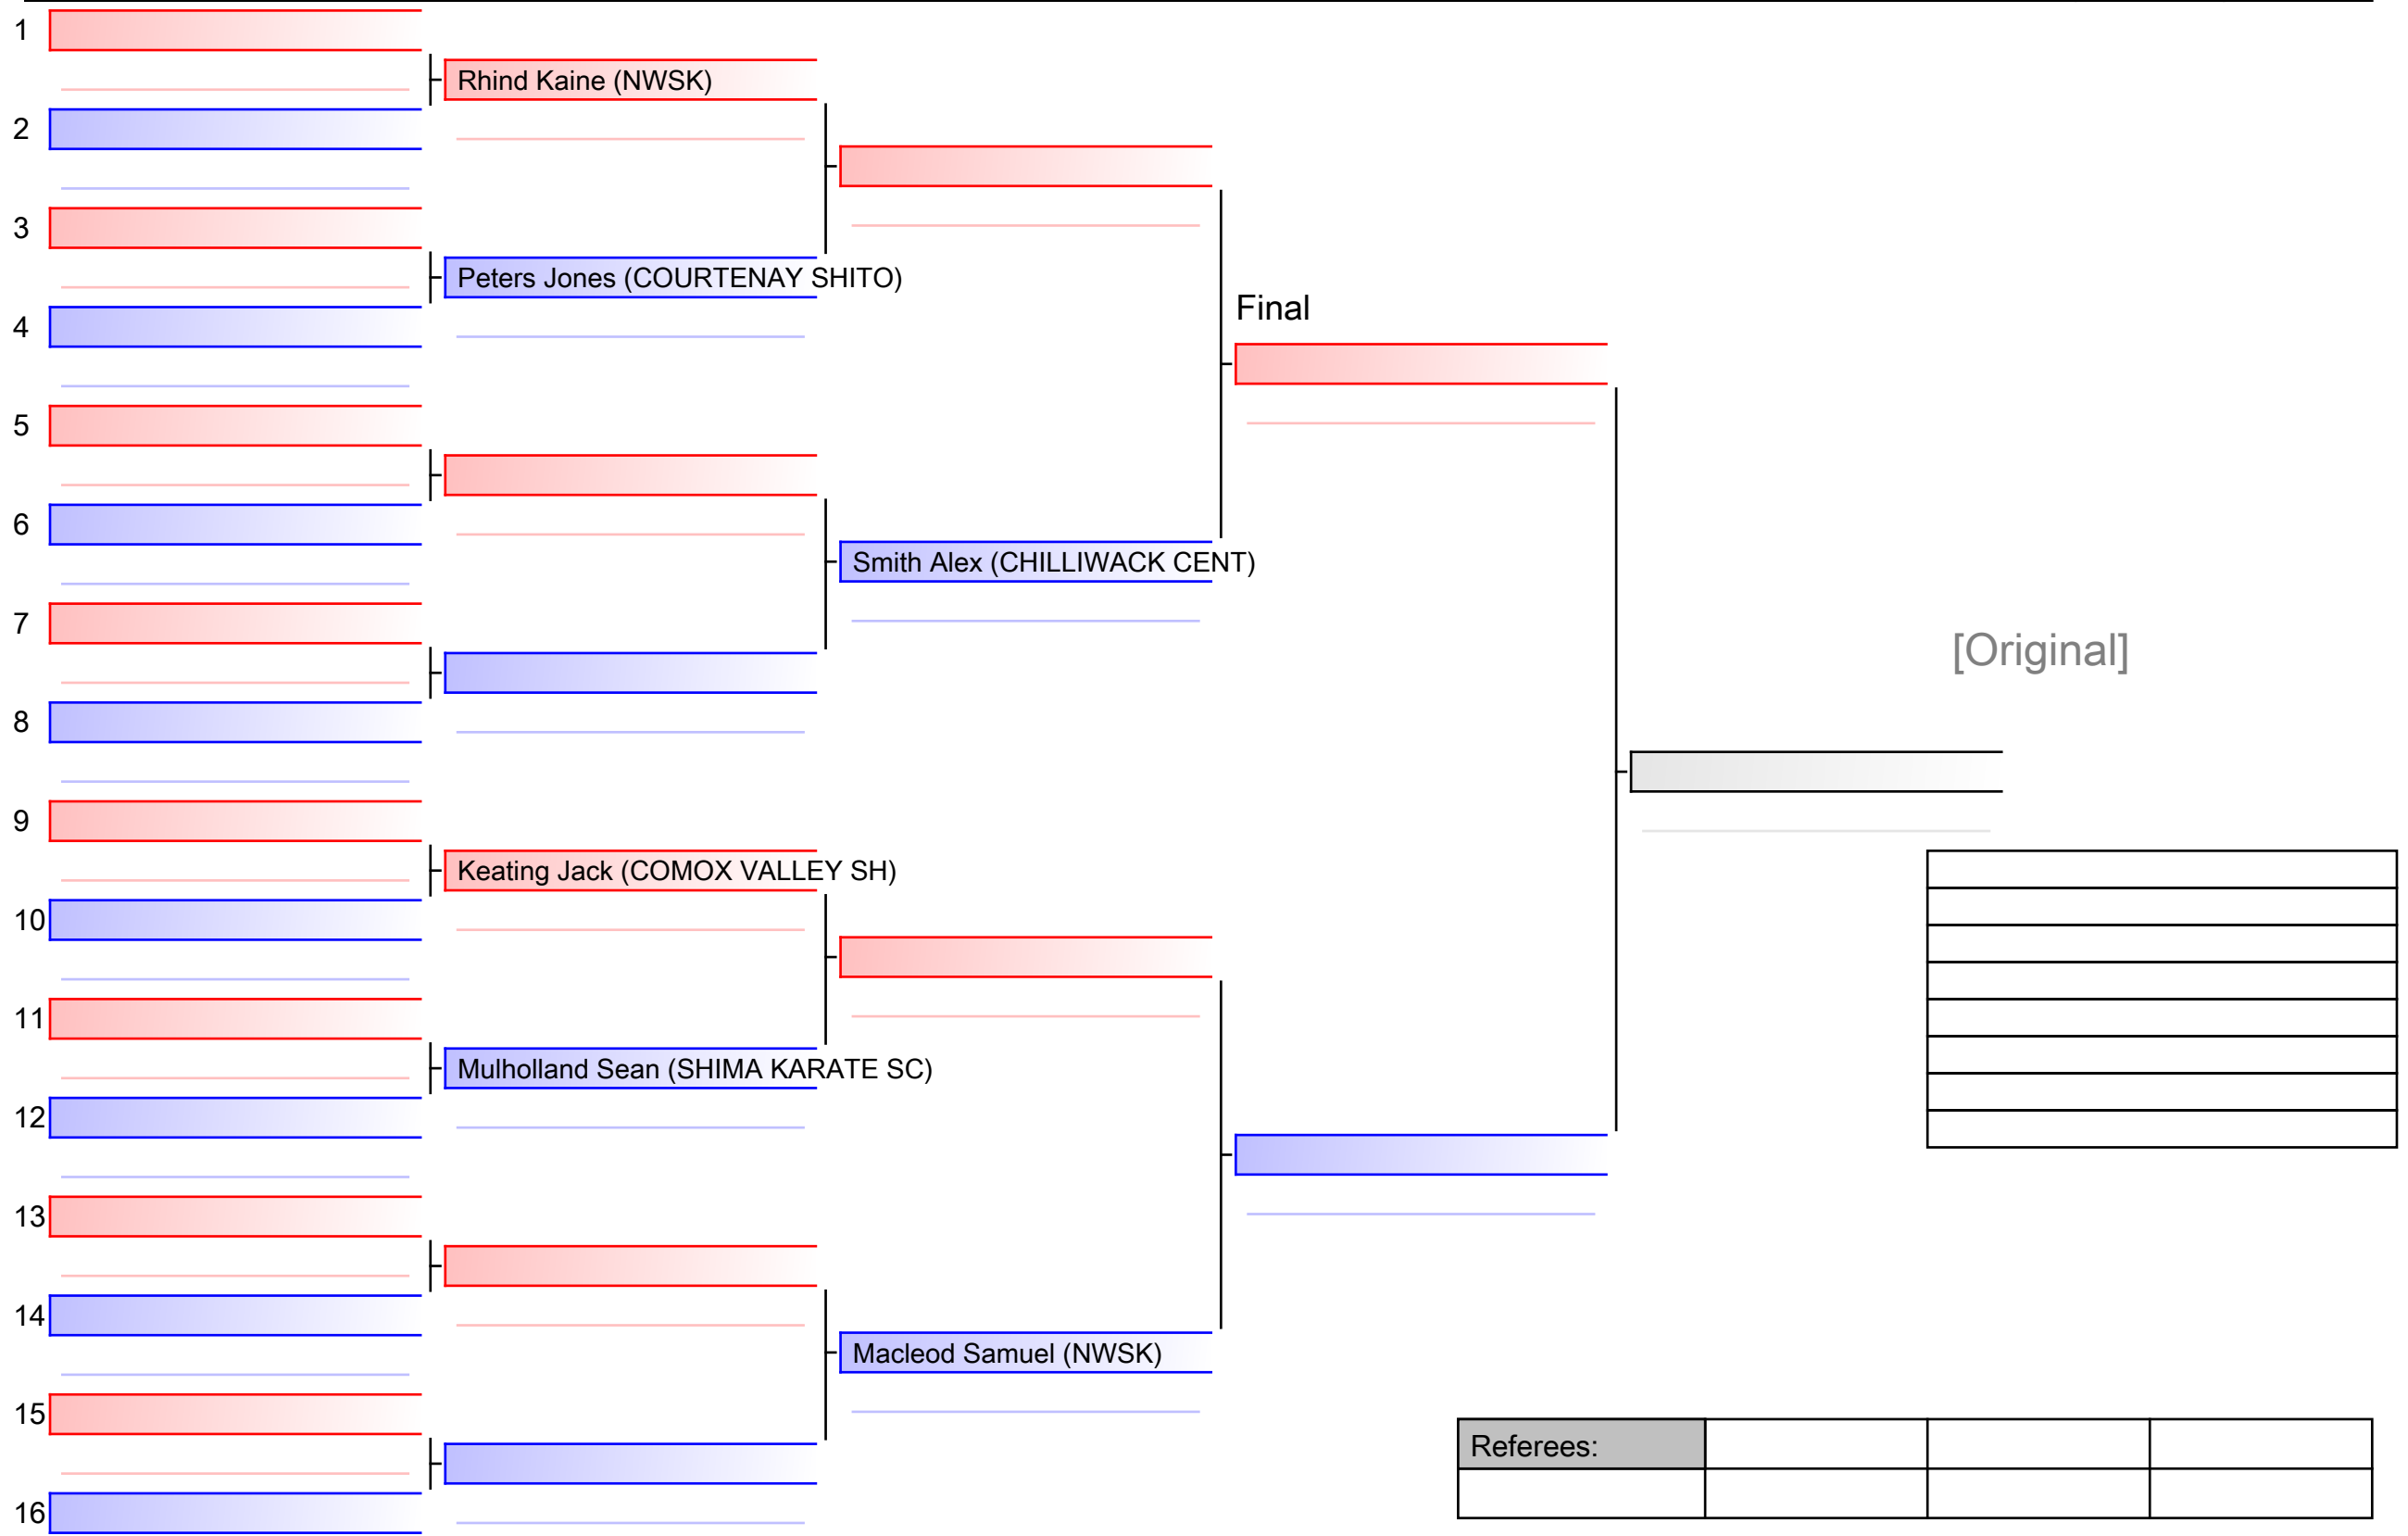 1
Rhind Kaine (NWSK)
2
3
Peters Jones (COURTENAY SHITO)
Final
4
5
6
Smith Alex (CHILLIWACK CENT)
7
[Original]
8
9
Keating Jack (COMOX VALLEY SH)
10
11
Mulholland Sean (SHIMA KARATE SC)
12
13
14
Macleod Samuel (NWSK)
15
Referees:
16